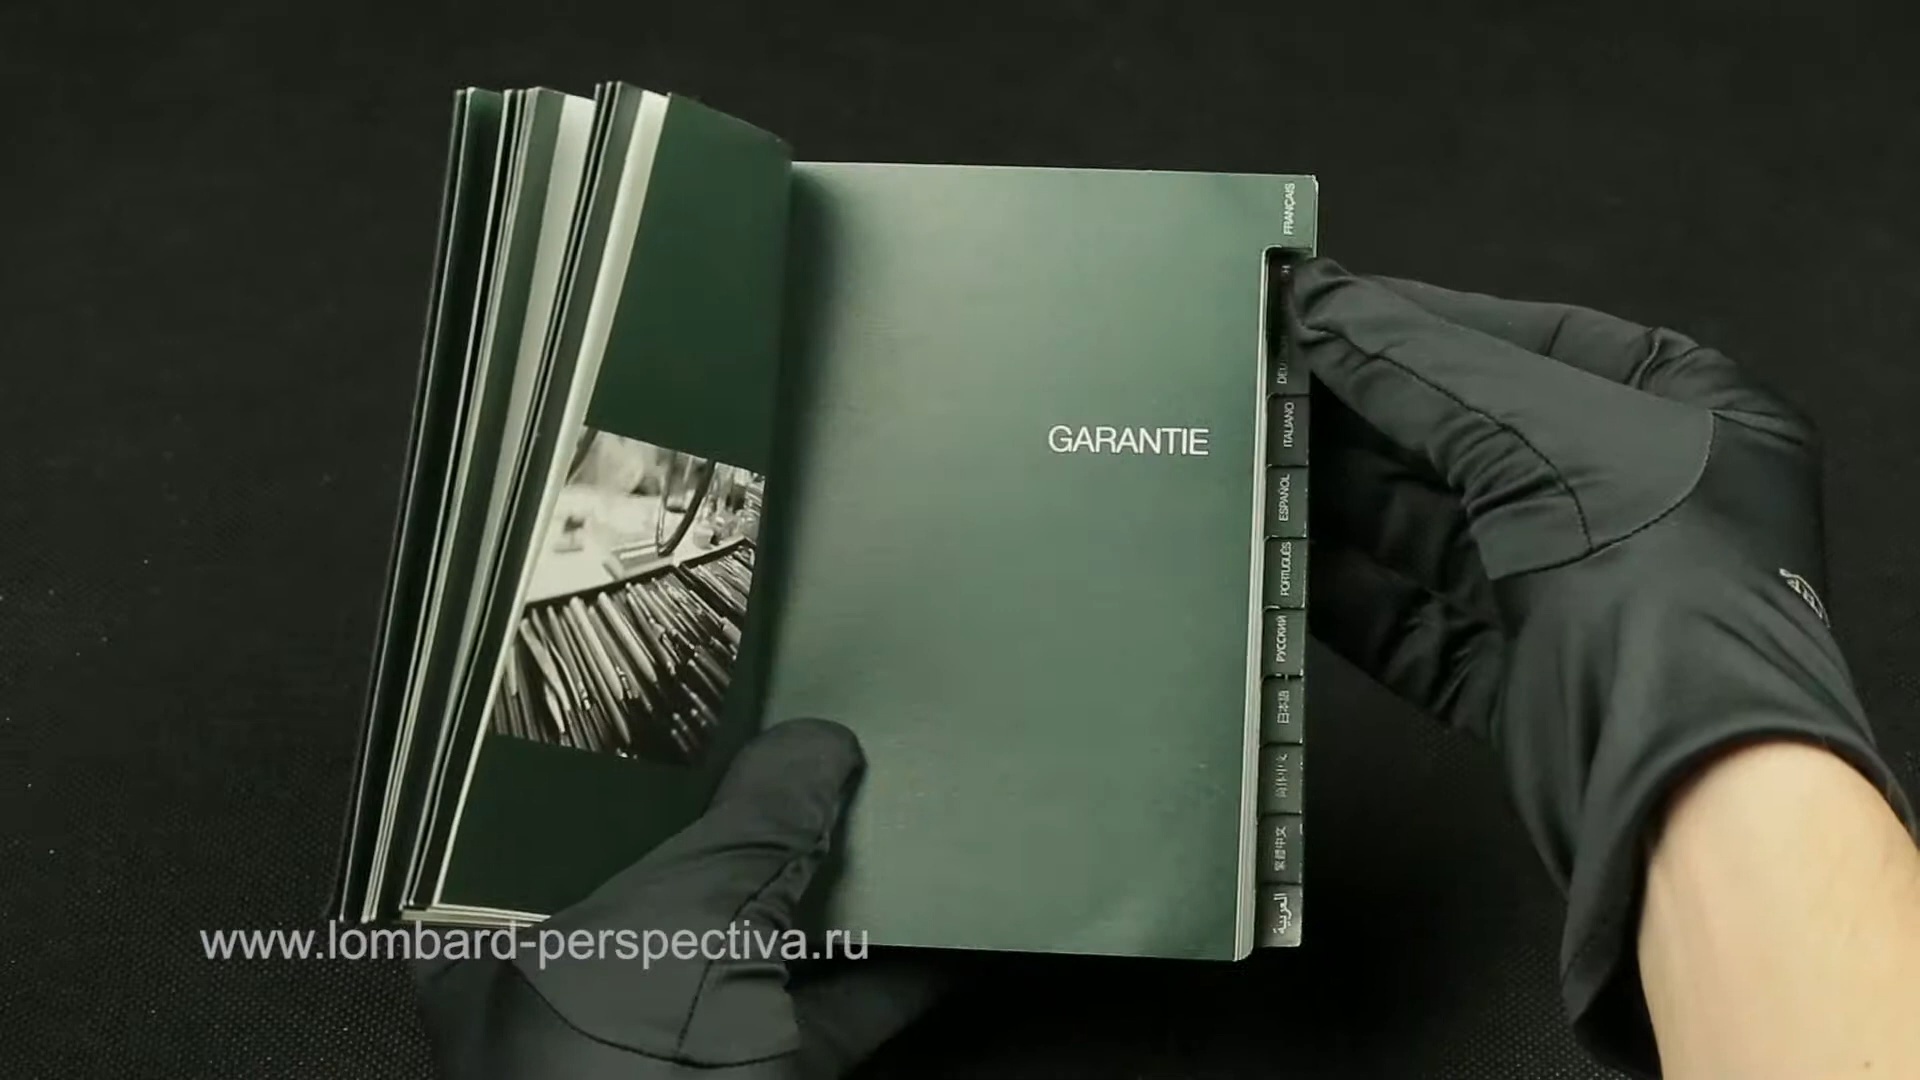 FRANÇAIS
GARANTIE
ITALIANO
ESPAÑOL
PORTUGUÊS
РУССКИЙ
日本語
简体中文
繁體中文
العربية
www.lombard-perspectiva.ru